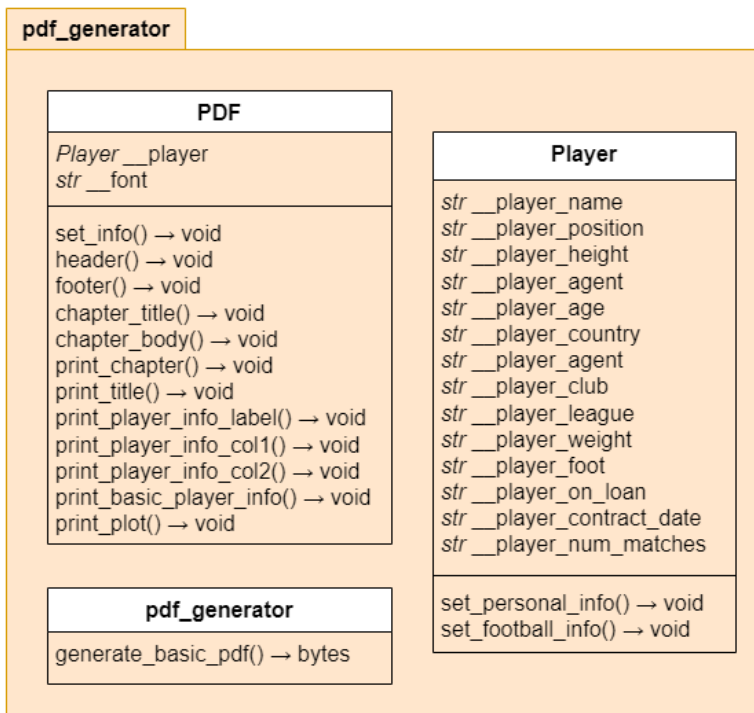 pdf_generator
PDF
Player __player
str __font
set_info() → void
header() → void
footer() → void
chapter_title() → void
chapter_body() → void
print_chapter() → void
print_title() → void
print_player_info_label() → void
print_player_info_col1() → void
print_player_info_col2() → void
print_basic_player_info() → void
print_plot() → void
pdf_generator
generate_basic_pdf() → bytes
Player
str __player_name
str __player_position
str __player_height
str __player_agent
str __player_age
str __player_country
str __player_agent
str __player_club
str __player_league
str __player_weight
str __player_foot
str __player_on_loan
str __player_contract_date
str __player_num_matches
set_personal_info() → void
set_football_info() → void